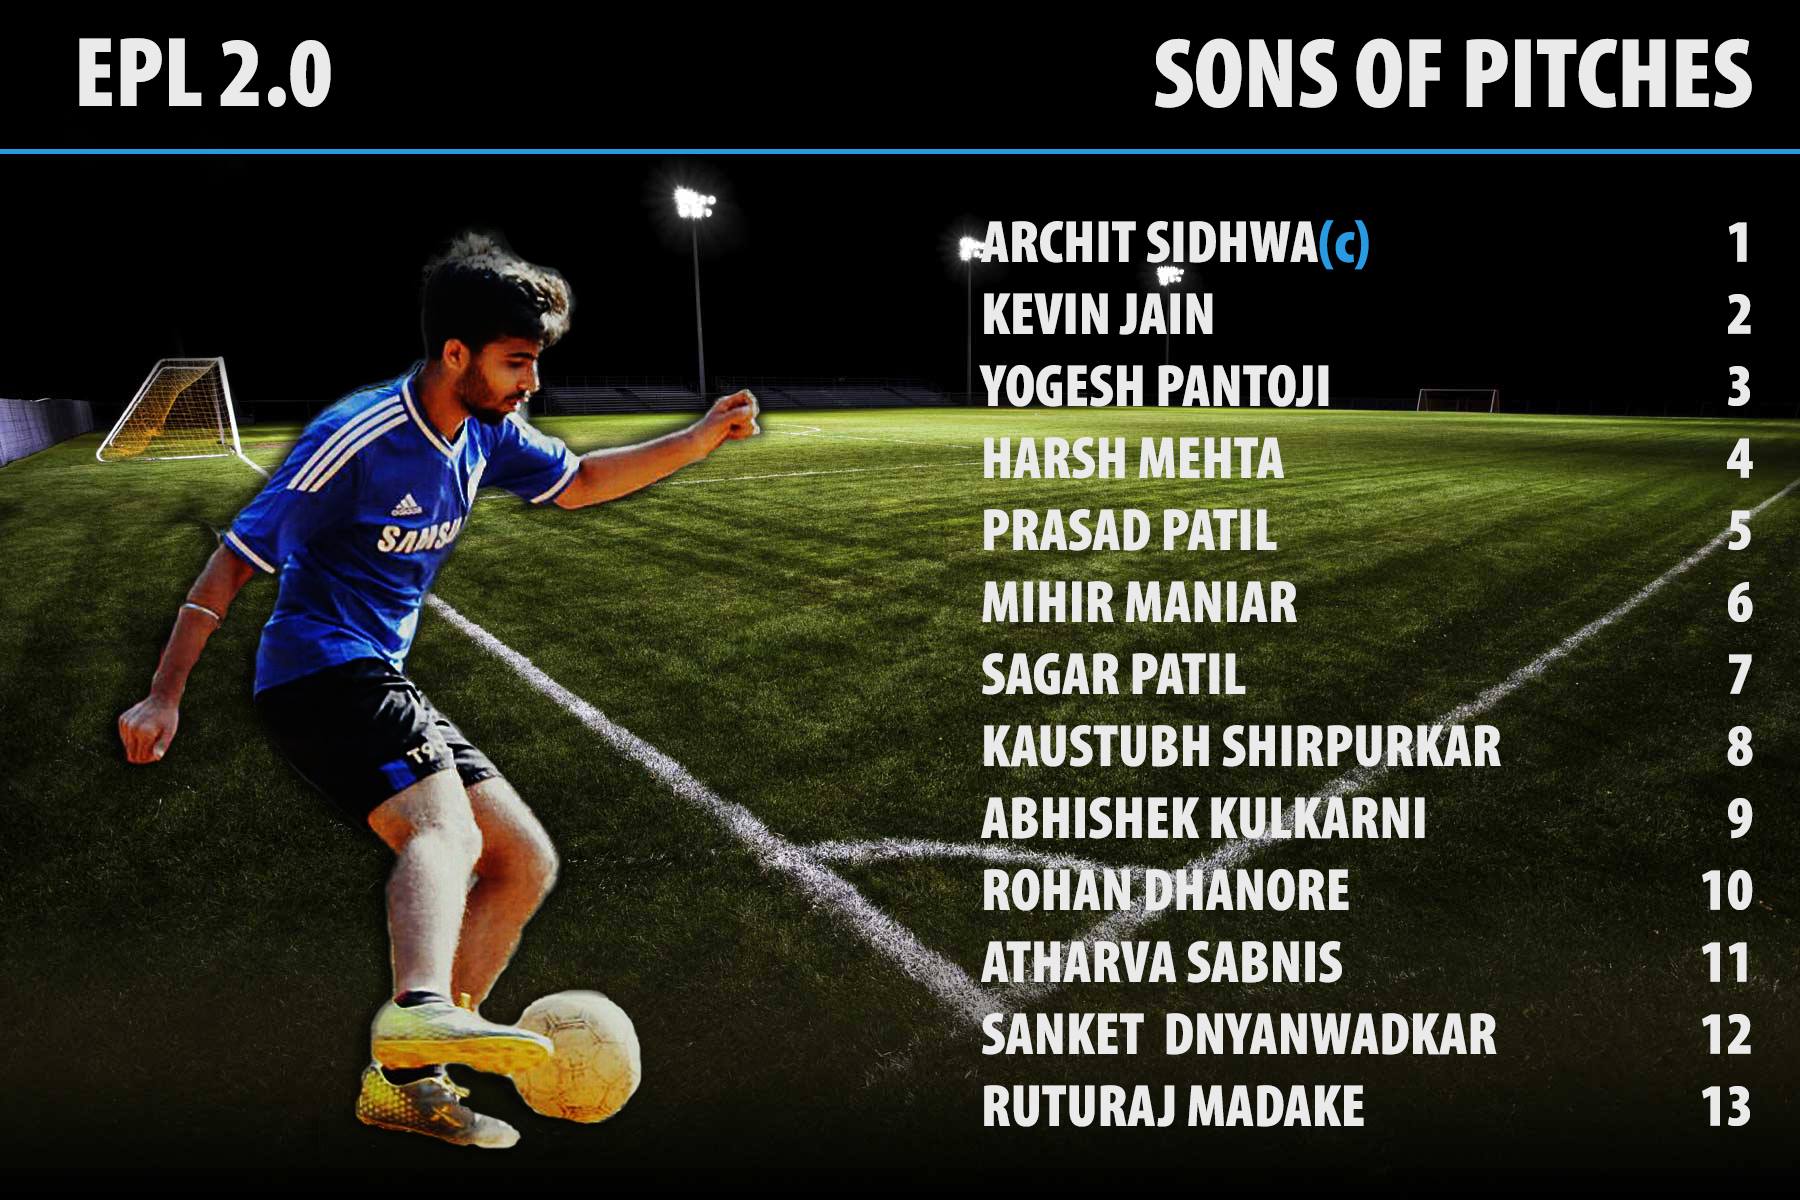 EPL 2.0
SONS OF PITCHES
ARCHIT SIDHWA(c) 1
KEVIN JAIN 2
YOGESH PANTOJI 3
HARSH MEHTA 4
PRASAD PATIL 5
MIHIR MANIAR 6
SAGAR PATIL 7
KAUSTUBH SHIRPURKAR 8
ABHISHEK KULKARNI 9
ROHAN DHANORE 10
ATHARVA SABNIS 11
SANKET DNYANWADKAR 12
RUTURAJ MADAKE 13
adidas
SAMSU